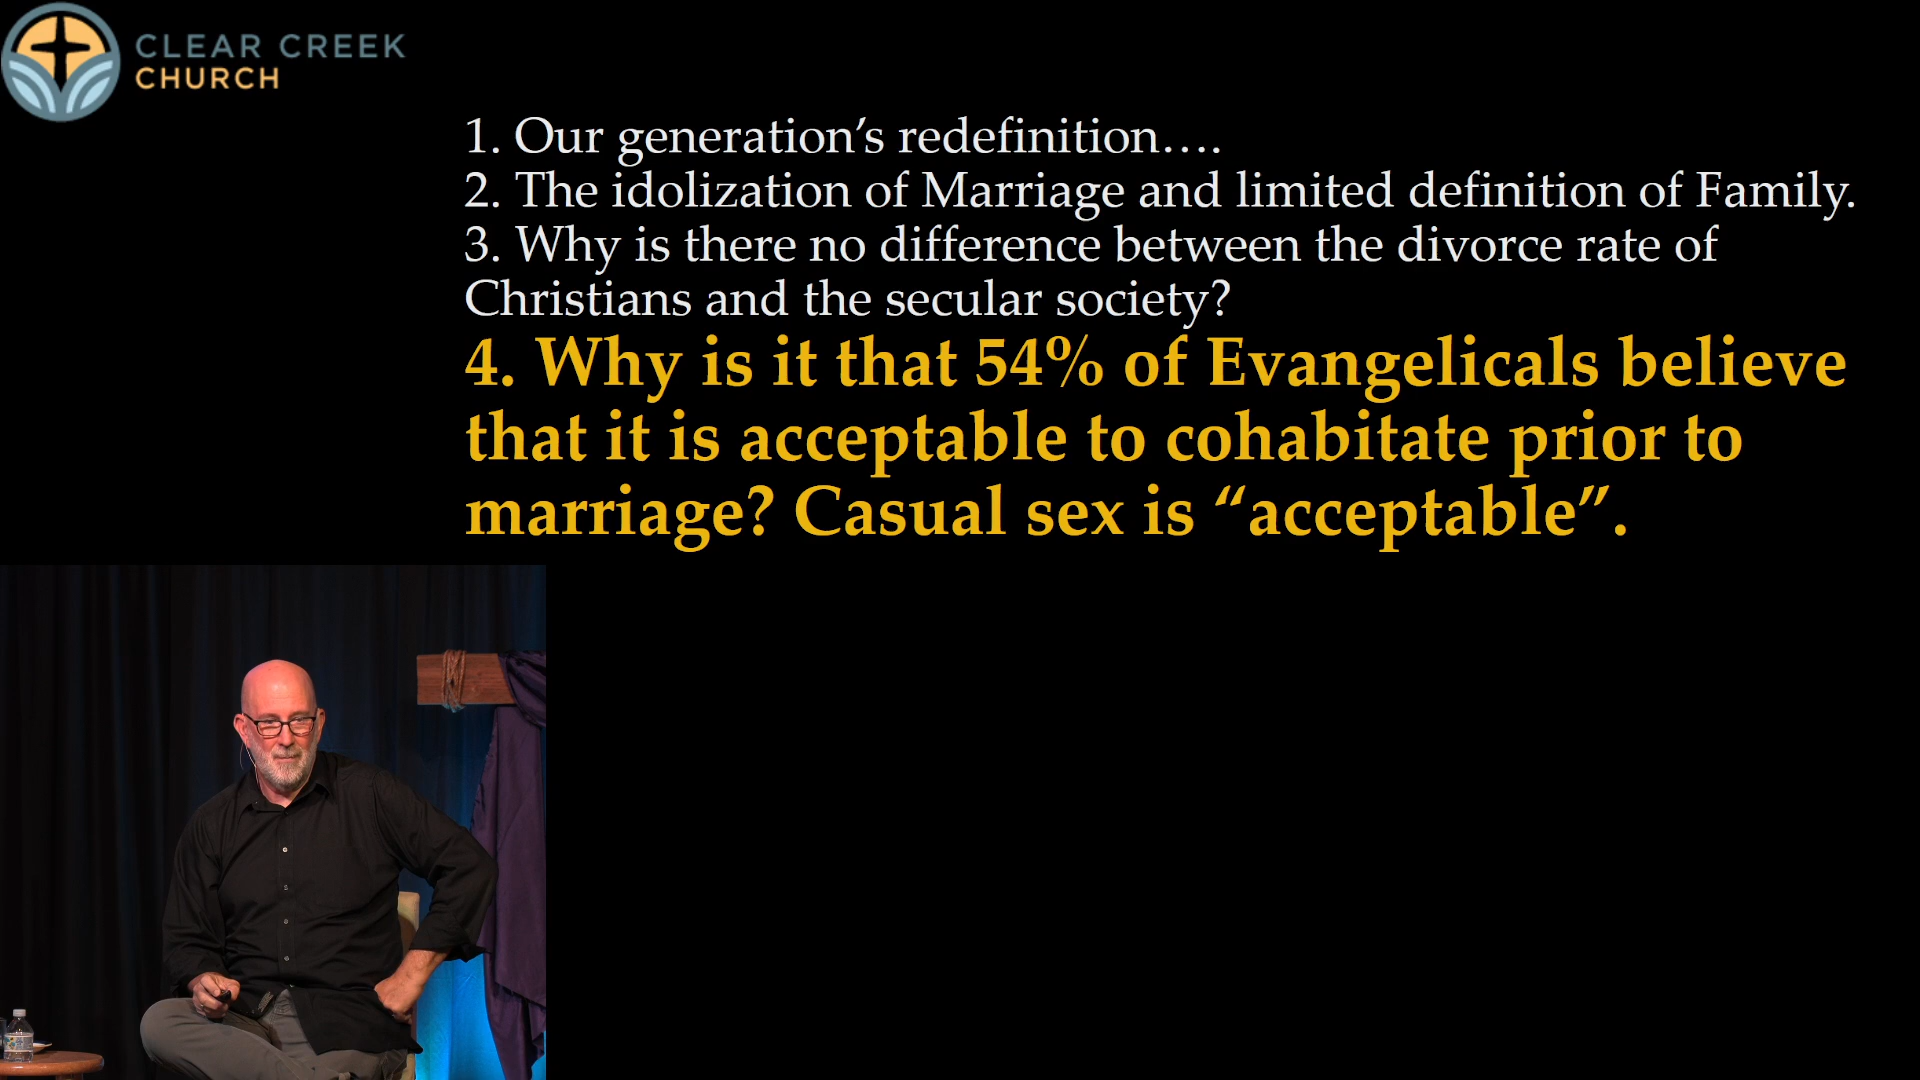 CLEAR CREEK
CHURCH
1. Our generation’s redefinition….
2. The idolization of Marriage and limited definition of Family.
3. Why is there no difference between the divorce rate of
Christians and the secular society?
4. Why is it that 54% of Evangelicals believe
that it is acceptable to cohabitate prior to
marriage? Casual sex is “acceptable”.